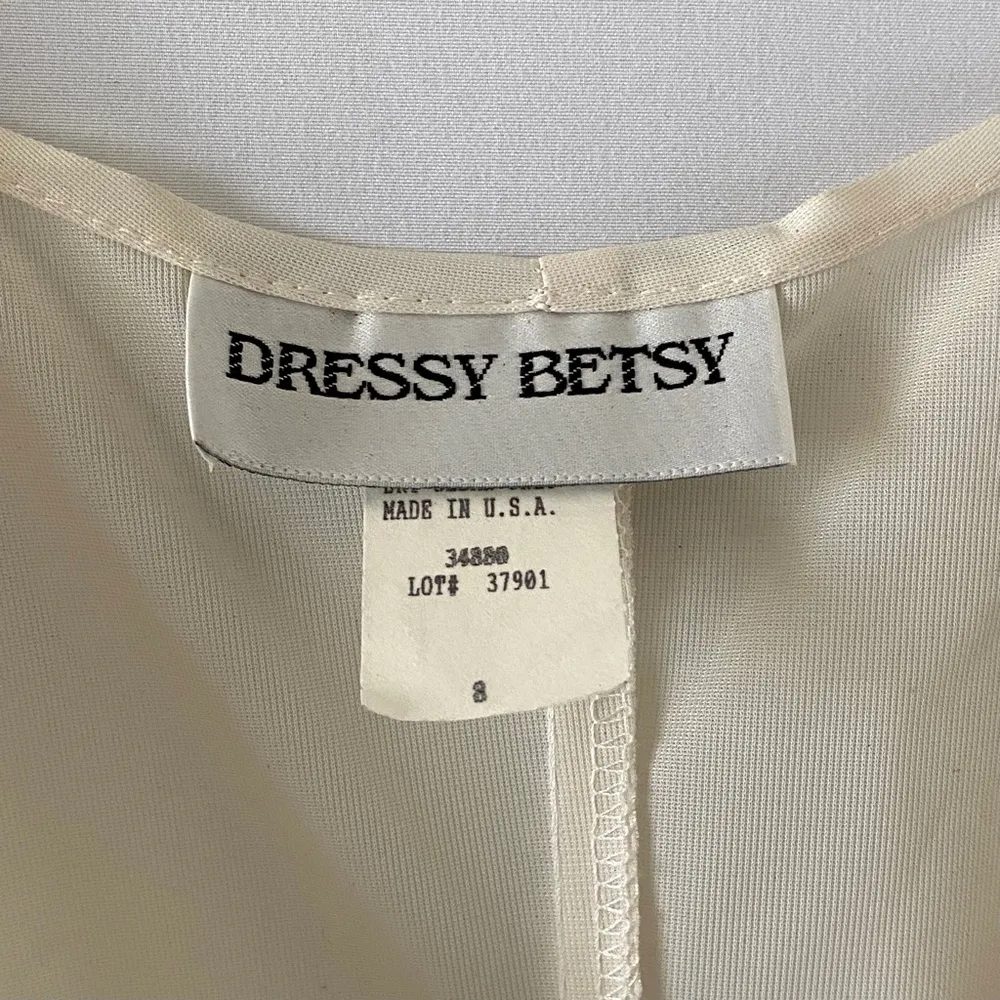 DRESSY BETSY
MADE IN U.S.A.
34880
LOT# 37901
8